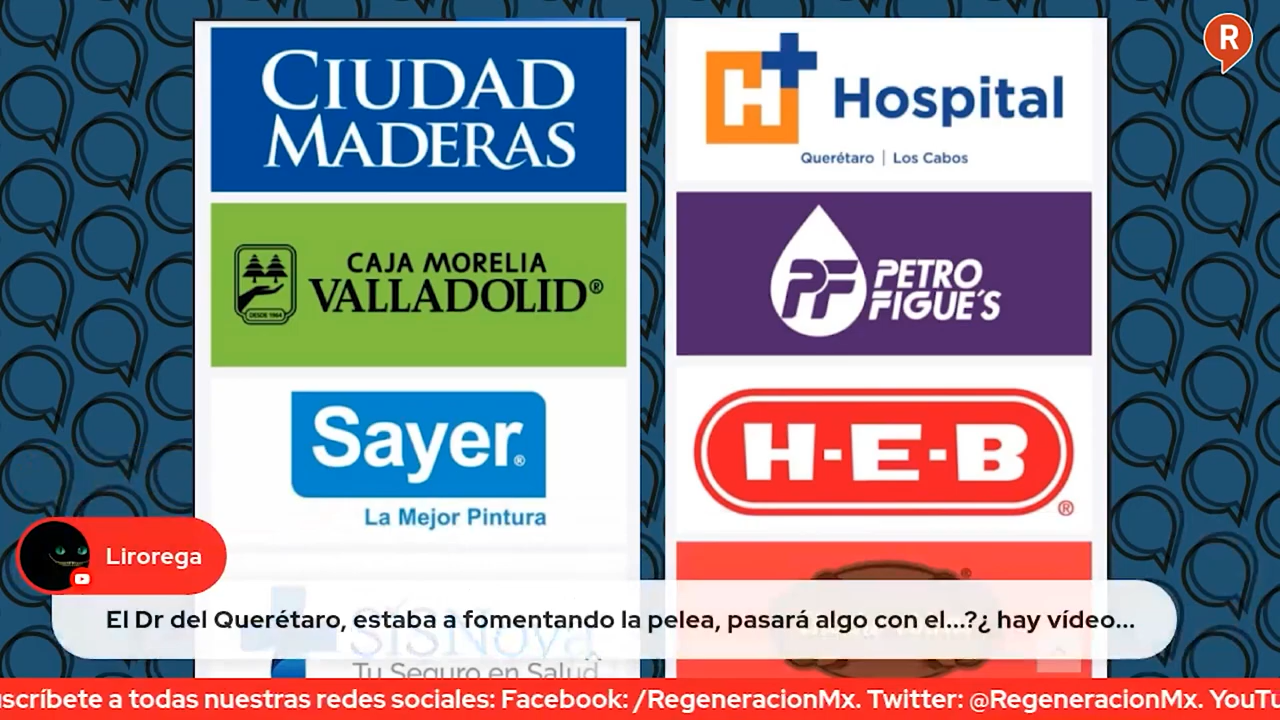 CIUDAD
MADERAS
CAJA MORELIA
VALLADOLID®
DESDE 1964
Sayer®
La Mejor Pintura
SISNova
Tu Seguro en Salud
H
Hospital
Querétaro | Los Cabos
PF
PETRO
FIGUE'S
H-E-B
®
®
R
Lirorega
El Dr del Querétaro, estaba a fomentando la pelea, pasará algo con el...?¿ hay vídeo...
uscríbete a todas nuestras redes sociales: Facebook: /RegeneracionMx. Twitter: @RegeneracionMx. YouTu